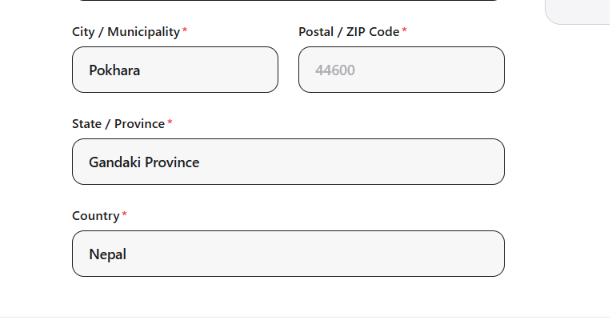 City / Municipality* Postal / ZIP Code*
Pokhara 44600
State / Province*
Gandaki Province
Country*
Nepal